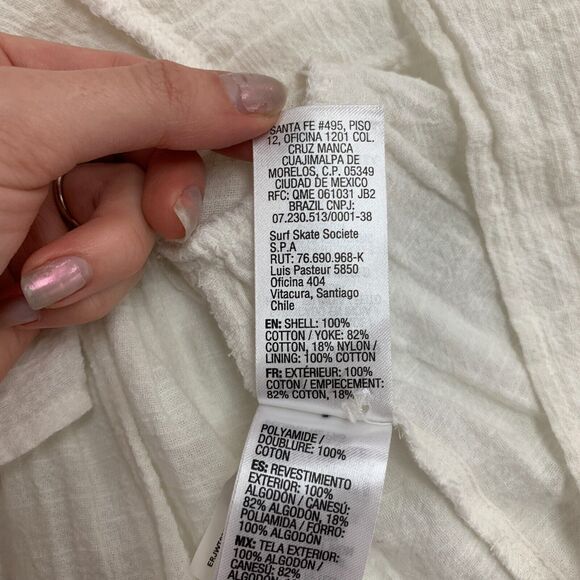 SANTA FE #495, PISO
12, OFICINA 1201 COL.
CRUZ MANCA
CUAJIMALPA DE
MORELOS, C.P. 05349
CIUDAD DE MEXICO
RFC: QME 061031 JB2
BRAZIL CNPJ:
07.230.513/0001-38
Surf Skate Societe
S.P.A
RUT: 76.690.968-K
Luis Pasteur 5850
Oficina 404
Vitacura, Santiago
Chile
EN: SHELL: 100%
COTTON / YOKE: 82%
COTTON, 18% NYLON /
LINING: 100% COTTON
FR: EXTÉRIEUR: 100%
COTON / EMPIECEMENT:
82% COTON, 18%
POLYAMIDE /
DOUBLURE: 100%
COTON
ES: REVESTIMIENTO
EXTERIOR: 100%
ALGODÓN / CANESÚ:
82% ALGODÓN, 18%
POLIAMIDA / FORRO:
100% ALGODÓN
MX: TELA EXTERIOR:
100% ALGODÓN /
CANESÚ: 82%